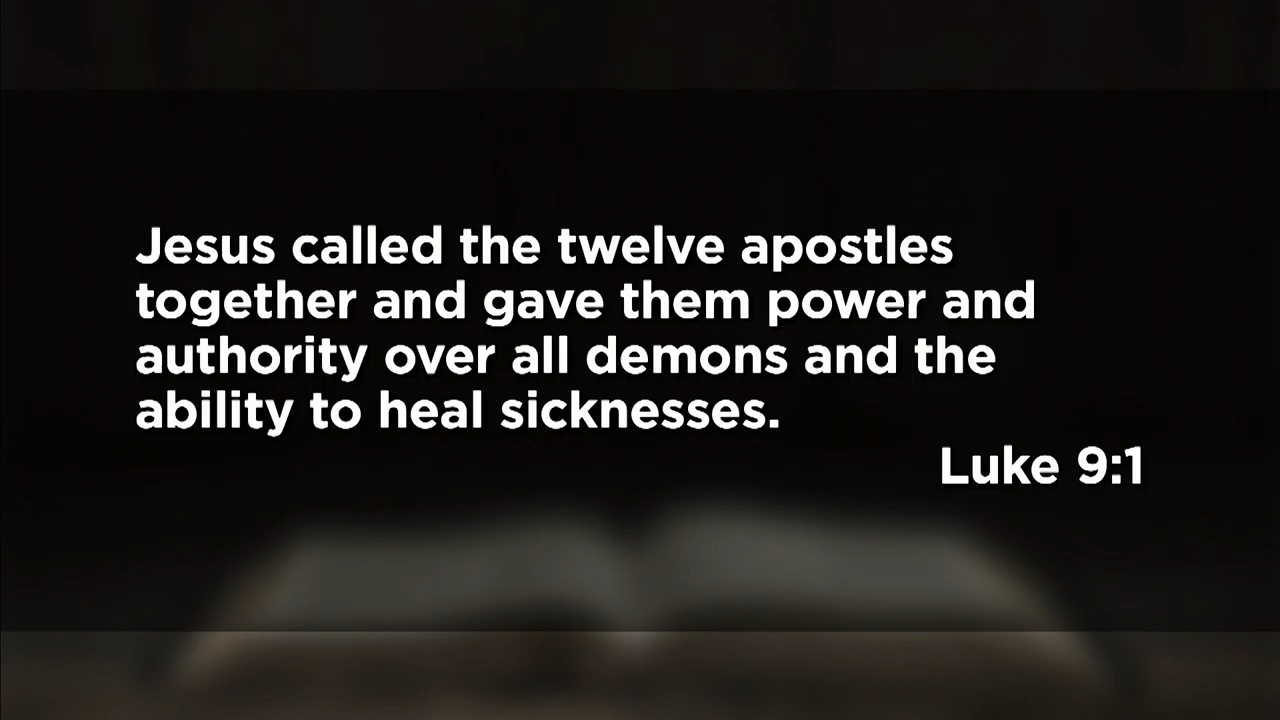 Jesus called the twelve apostles
together and gave them power and
authority over all demons and the
ability to heal sicknesses.
Luke 9:1